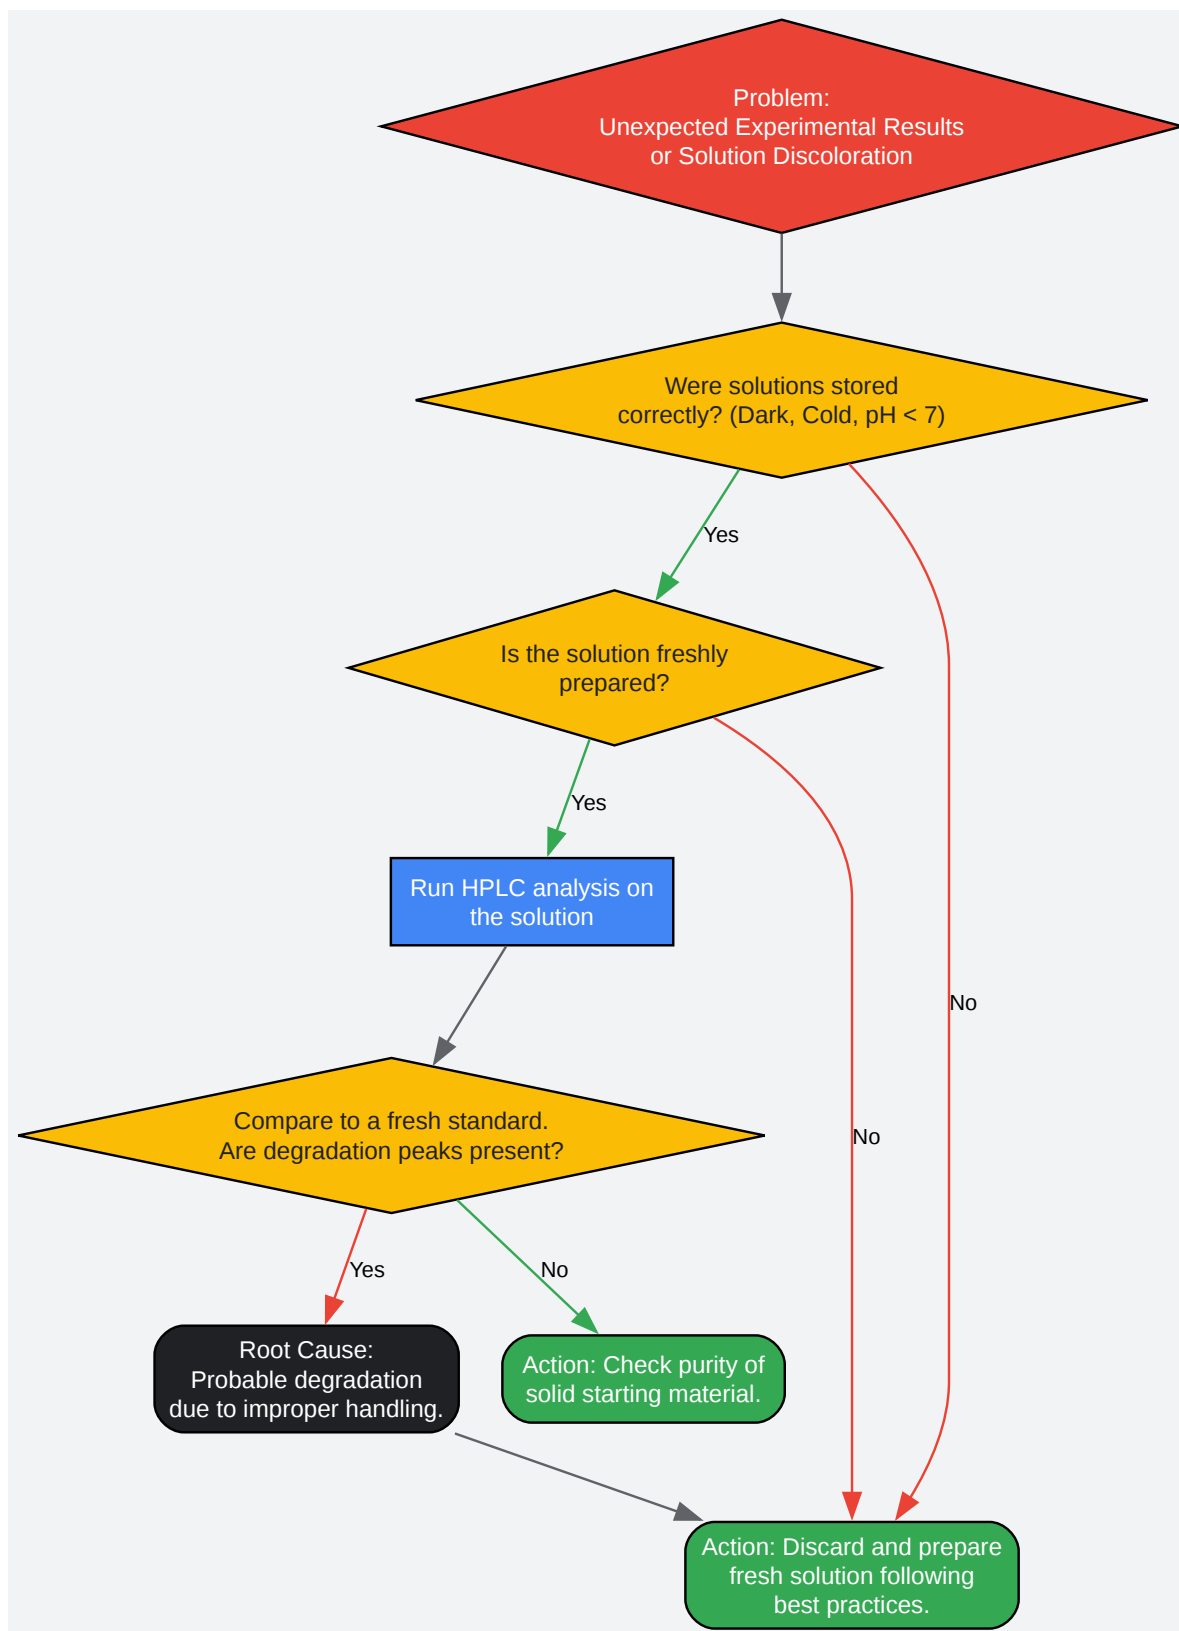 Problem:
Unexpected Experimental Results
or Solution Discoloration
Were solutions stored
correctly? (Dark, Cold, pH < 7)
Yes
Is the solution freshly
prepared?
Yes
Run HPLC analysis on
the solution
No
No
Compare to a fresh standard.
Are degradation peaks present?
Yes
No
Root Cause:
Probable degradation
due to improper handling.
Action: Check purity of
solid starting material.
Action: Discard and prepare
fresh solution following
best practices.